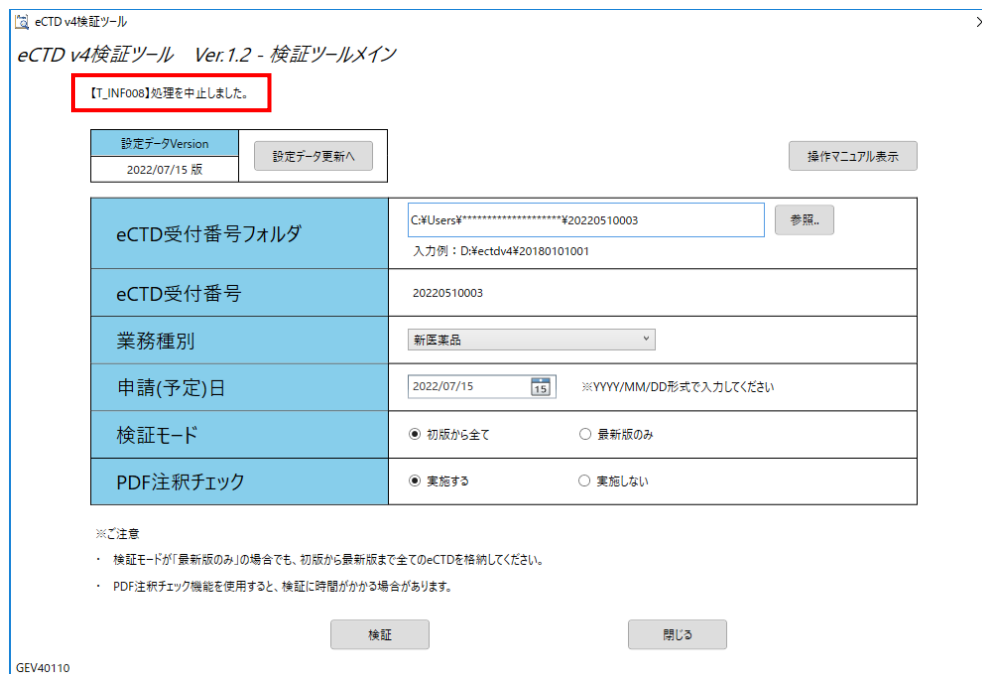 eCTD v4検証ツール
eCTD v4検証ツール Ver.1.2 - 検証ツールメイン
【T_INF008】処理を中止しました。
設定データVersion
2022/07/15 版
設定データ更新へ
操作マニュアル表示
eCTD受付番号フォルダ
C:¥Users¥********************¥20220510003
参照..
入力例：D:¥ectdv4¥20180101001
eCTD受付番号
20220510003
業務種別
新医薬品
申請(予定)日
2022/07/15
15
※YYYY/MM/DD形式で入力してください
検証モード
初版から全て
最新版のみ
PDF注釈チェック
実施する
実施しない
※ご注意
・ 検証モードが「最新版のみ」の場合でも、初版から最新版まで全てのeCTDを格納してください。
・ PDF注釈チェック機能を使用すると、検証に時間がかかる場合があります。
検証
閉じる
GEV40110